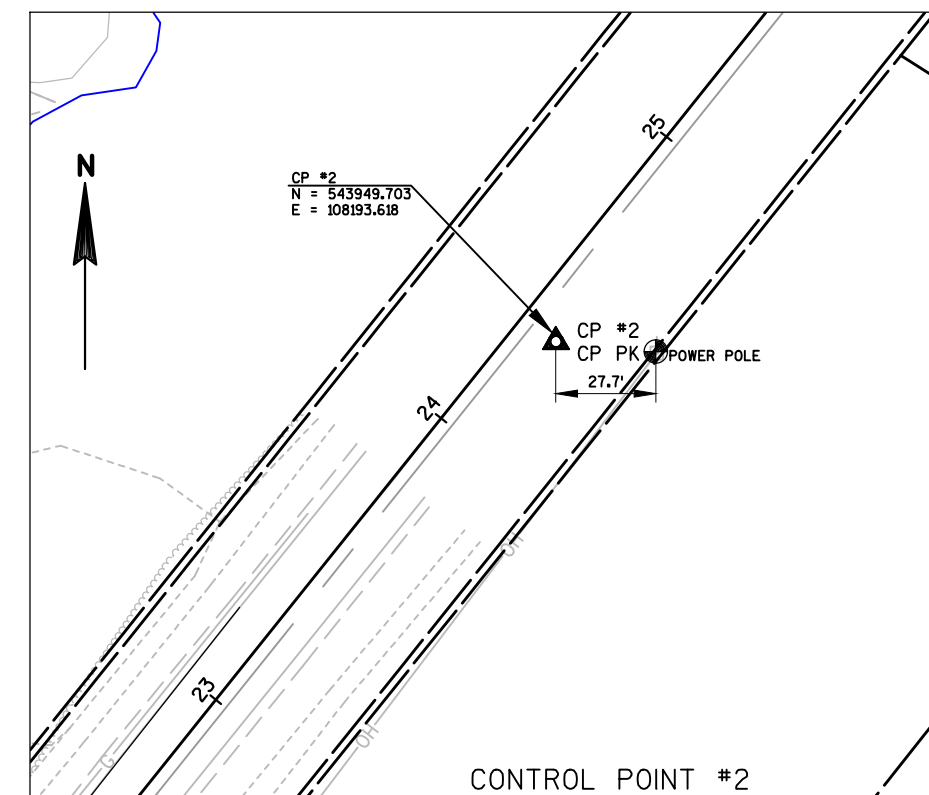 N
25
CP #2
N = 543949.703
E = 108193.618
CP #2
CP PK
POWER POLE
27.7'
24
OH
23
G
OH
CONTROL POINT #2